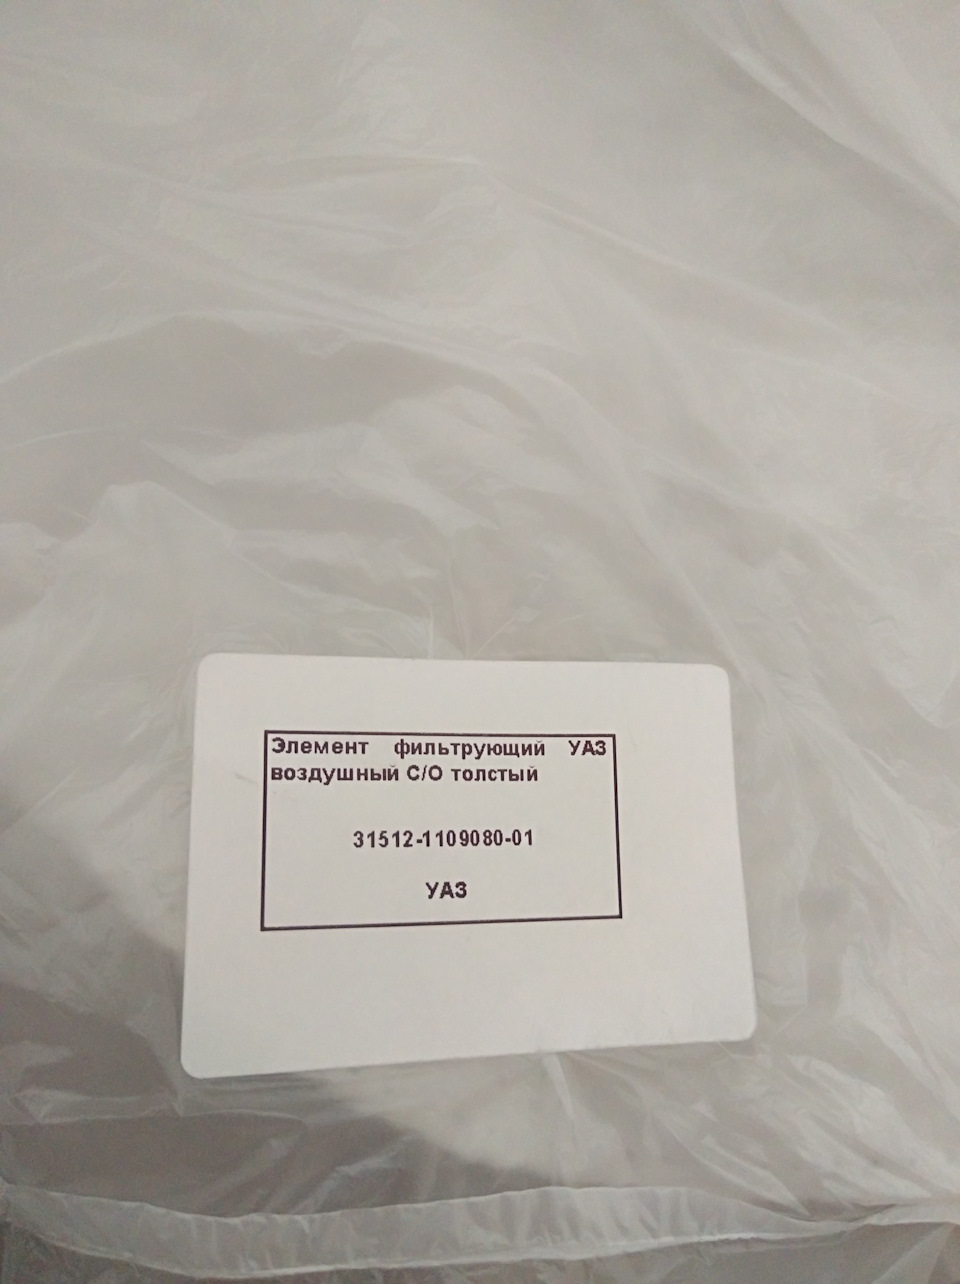 Элемент фильтрующий УАЗ
воздушный С/О толстый
31512-1109080-01
УАЗ